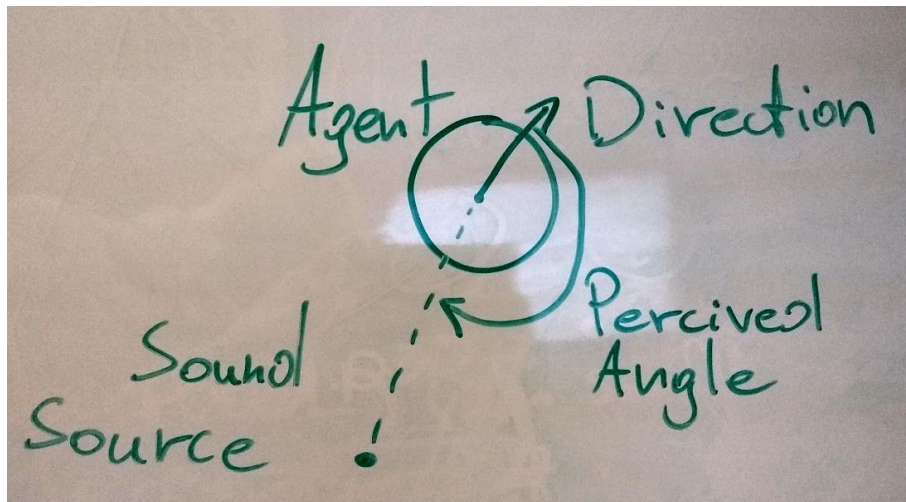 Agent
Direction
Percived
Angle
Sound
Source